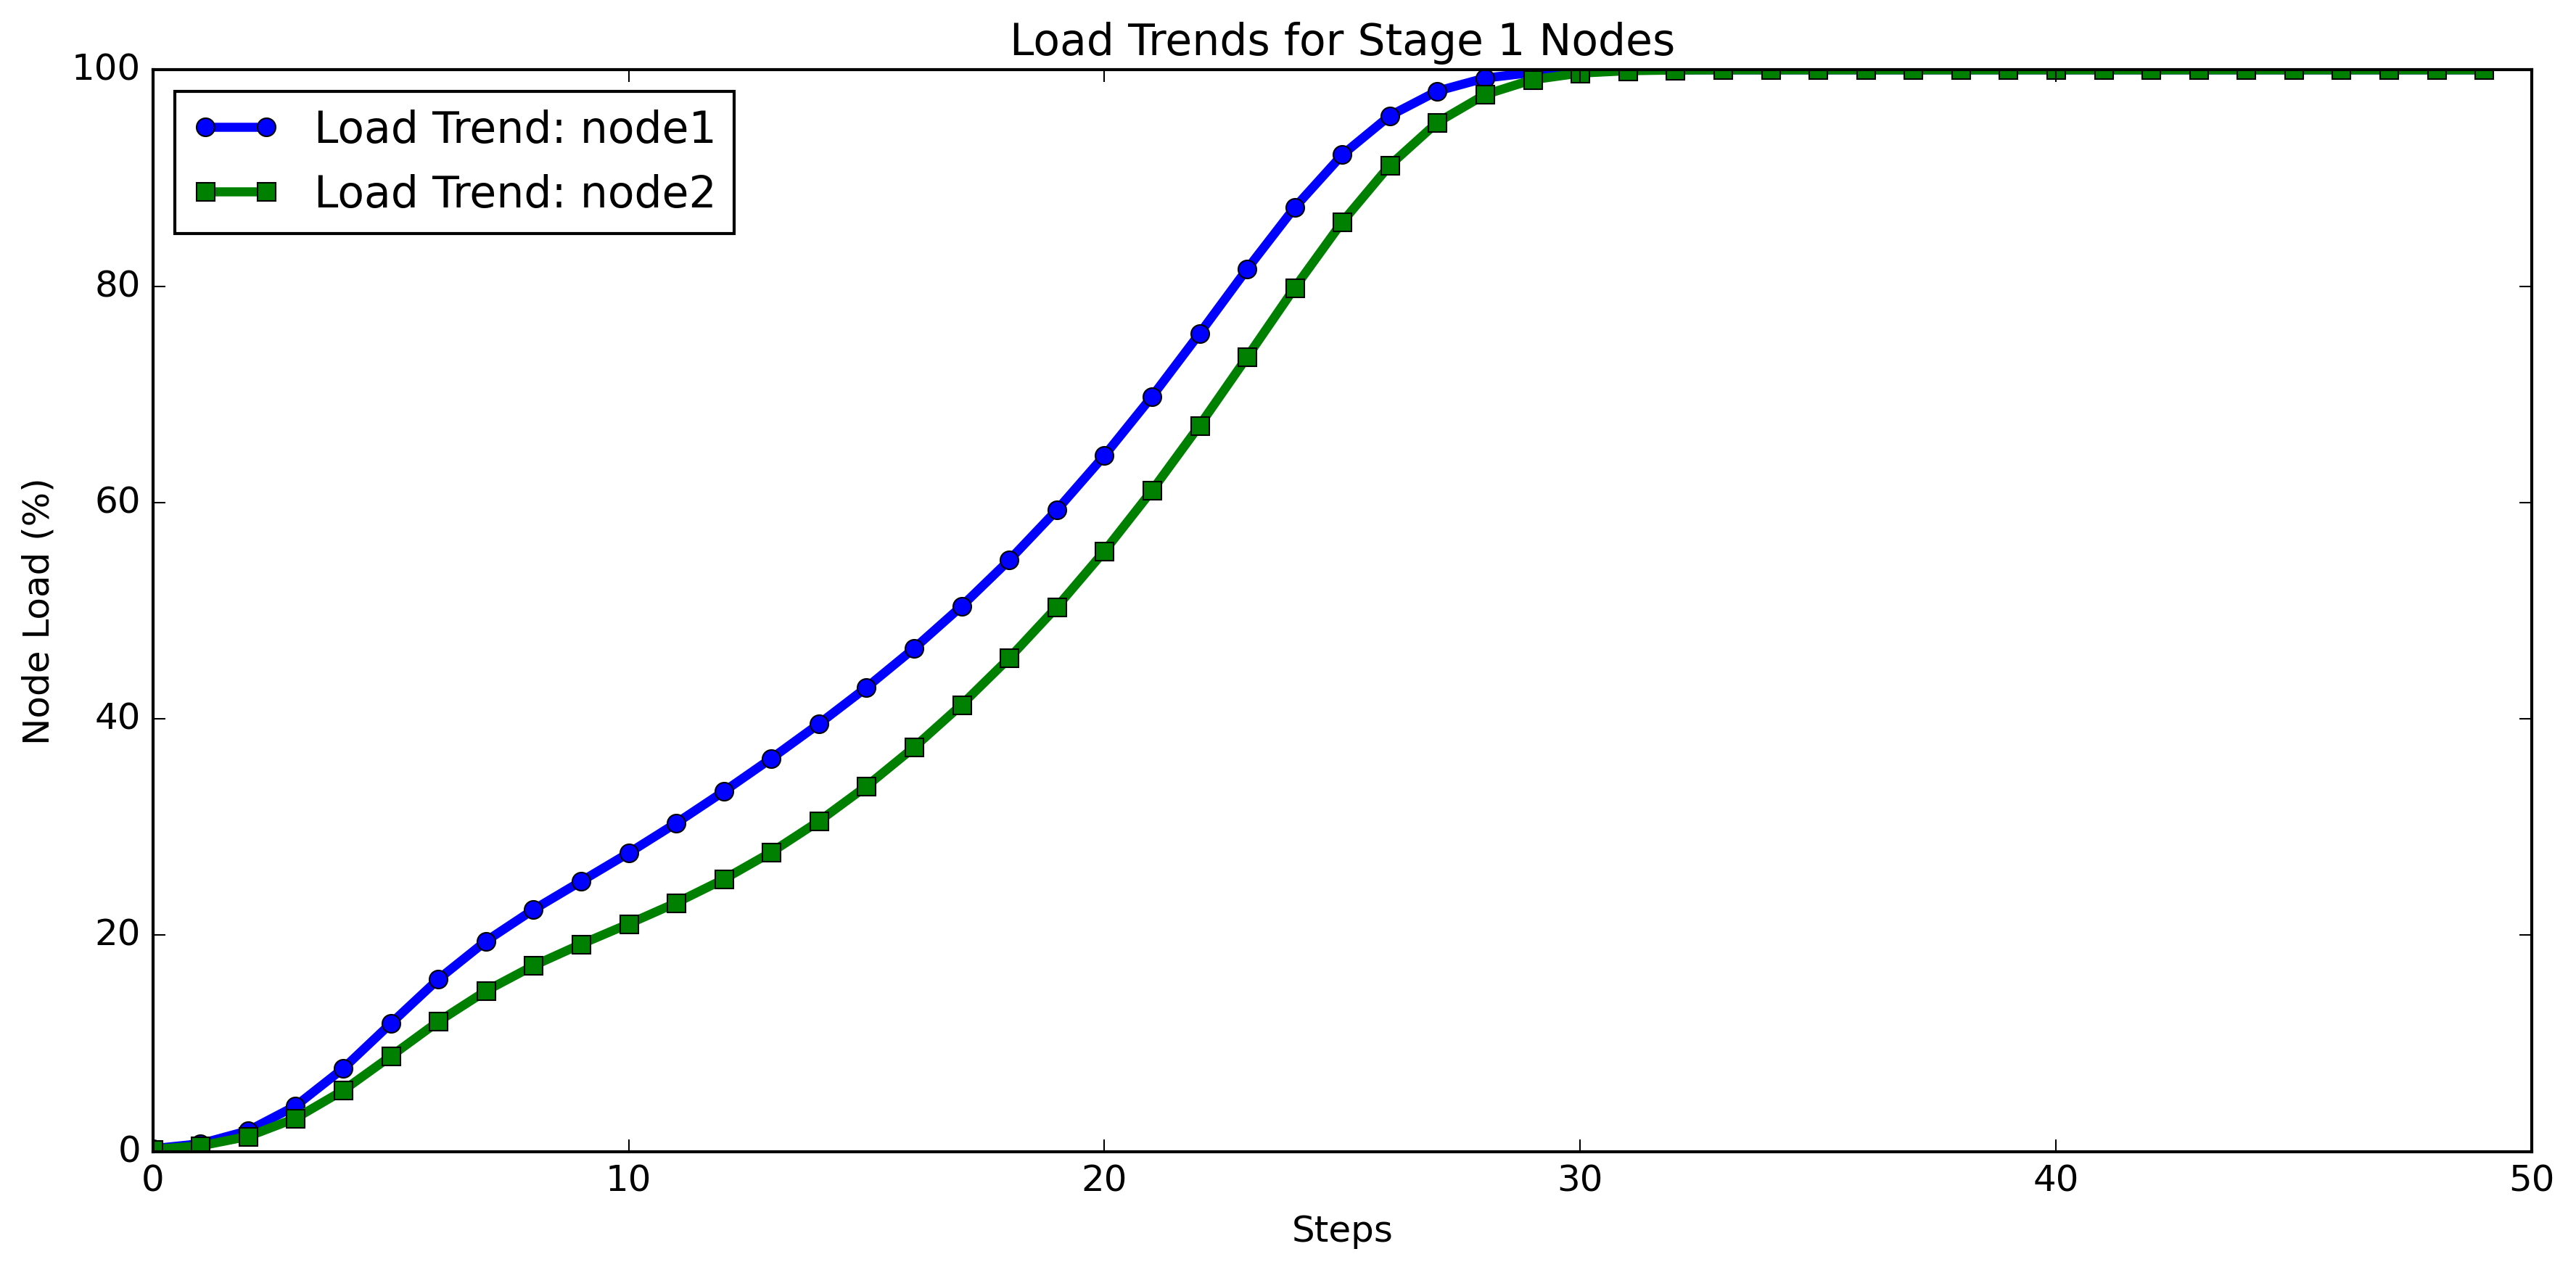 Load Trends for Stage 1 Nodes
100
80
60
40
20
0
Node Load (%)
Load Trend: node1
Load Trend: node2
0 10 20 30 40 50
Steps